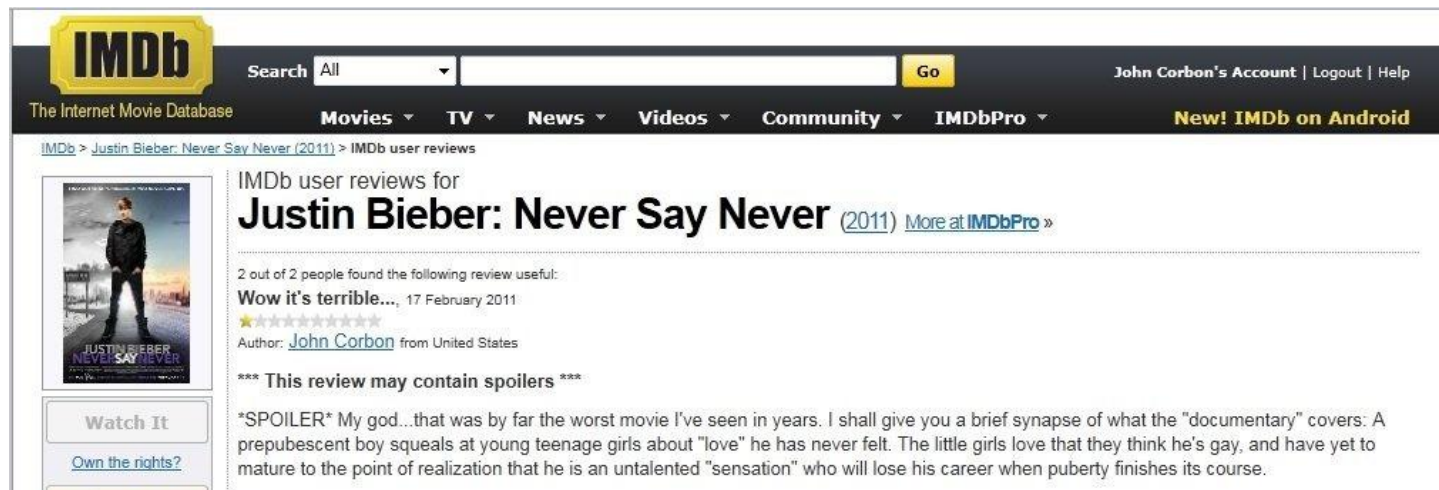 IMDb
The Internet Movie Database
Search All Go John Corbon's Account | Logout | Help
Movies TV News Videos Community IMDbPro New! IMDb on Android
IMDb > Justin Bieber: Never Say Never (2011) > IMDb user reviews
IMDb user reviews for
Justin Bieber: Never Say Never (2011) More at IMDbPro »
2 out of 2 people found the following review useful:
Wow it's terrible..., 17 February 2011
Author: John Corbon from United States
*** This review may contain spoilers ***
*SPOILER* My god...that was by far the worst movie I've seen in years. I shall give you a brief synapse of what the "documentary" covers: A
prepubescent boy squeals at young teenage girls about "love" he has never felt. The little girls love that they think he's gay, and have yet to
mature to the point of realization that he is an untalented "sensation" who will lose his career when puberty finishes its course.
JUSTIN BIEBER
NEVER SAY NEVER
Watch It
Own the rights?